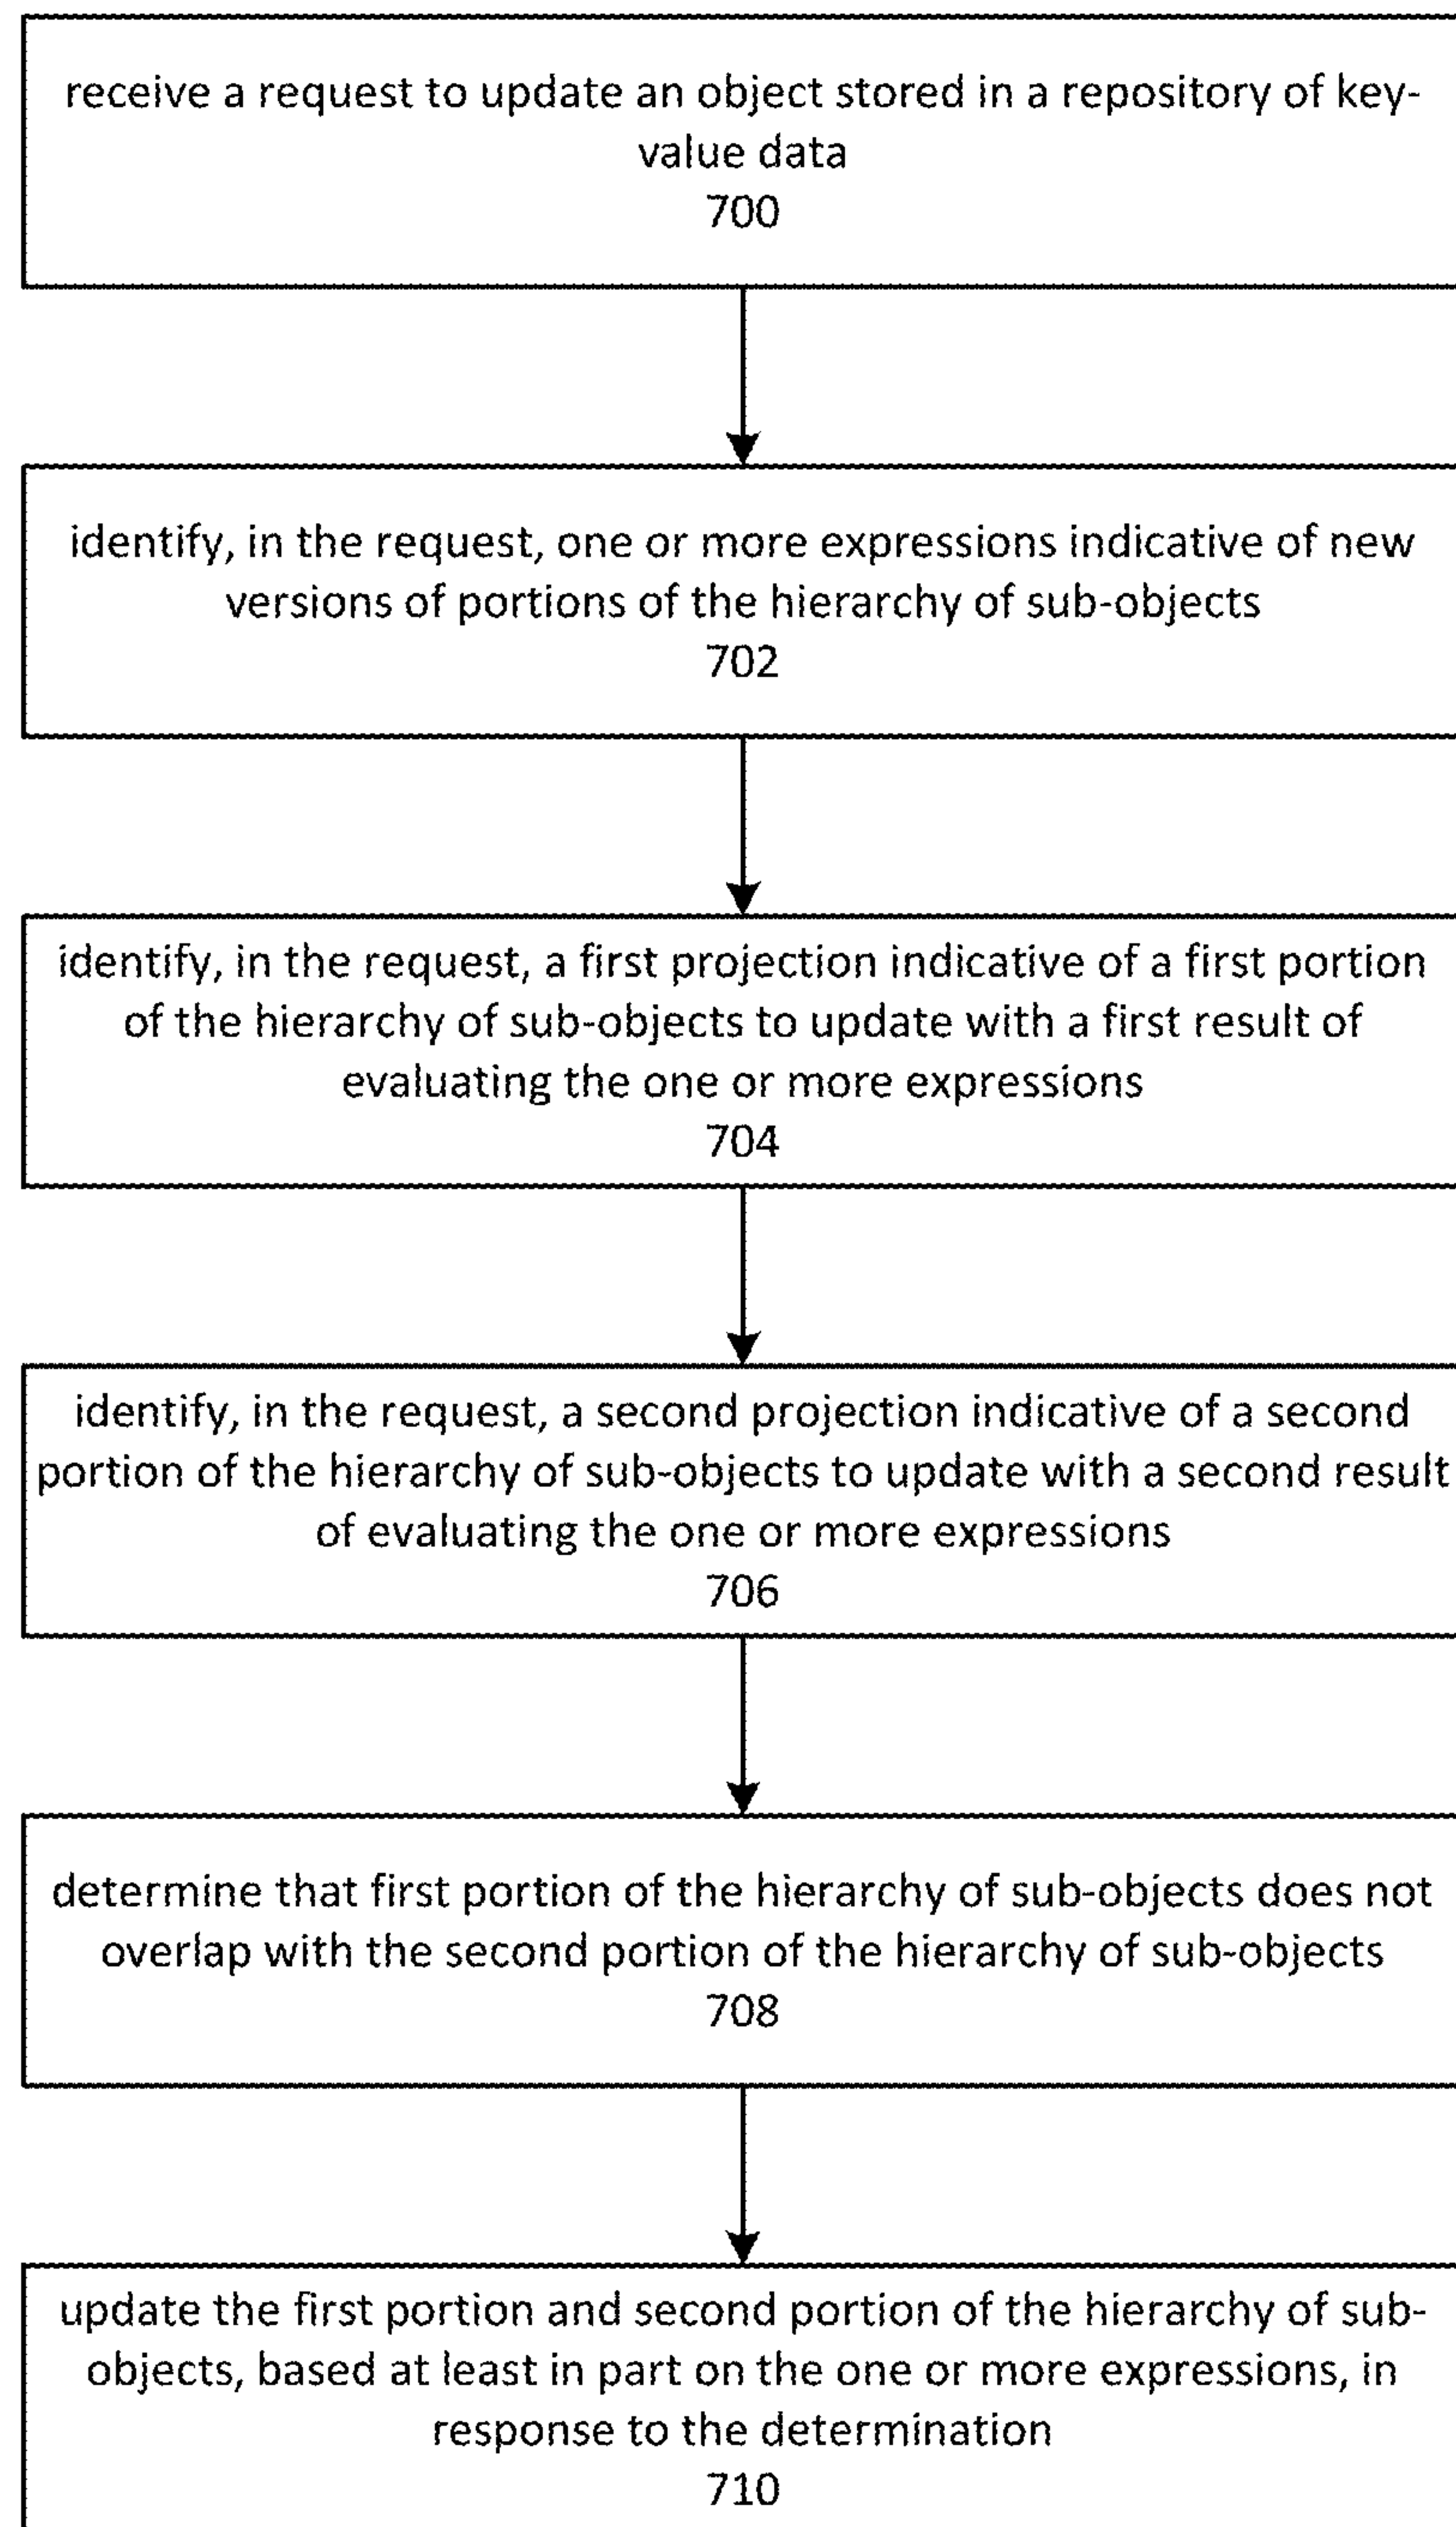 receive a request to update an object stored in a repository of key-
value data
700
identify, in the request, one or more expressions indicative of new
versions of portions of the hierarchy of sub-objects
702
identify, in the request, a first projection indicative of a first portion
of the hierarchy of sub-objects to update with a first result of
evaluating the one or more expressions
704
identify, in the request, a second projection indicative of a second
portion of the hierarchy of sub-objects to update with a second result
of evaluating the one or more expressions
706
determine that first portion of the hierarchy of sub-objects does not
overlap with the second portion of the hierarchy of sub-objects
708
update the first portion and second portion of the hierarchy of sub-
objects, based at least in part on the one or more expressions, in
response to the determination
710